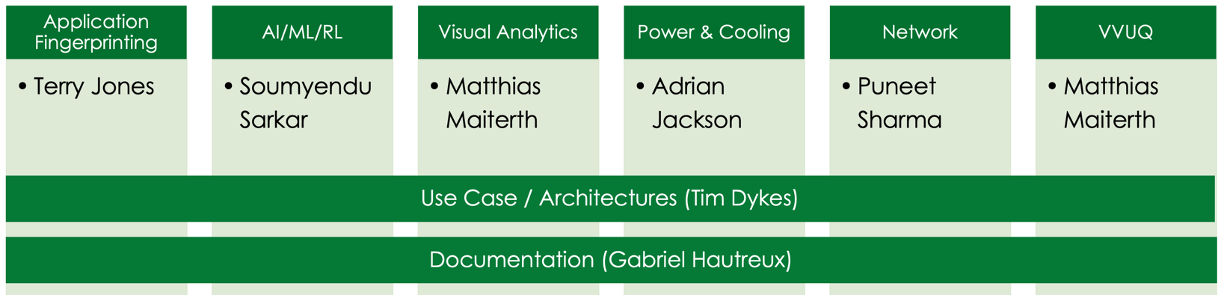 Application
Fingerprinting
AI/ML/RL
Visual Analytics
Power & Cooling
Network
VVUQ
• Terry Jones
• Soumyendu
Sarkar
• Matthias
Maiterth
• Adrian
Jackson
• Puneet
Sharma
• Matthias
Maiterth
Use Case / Architectures (Tim Dykes)
Documentation (Gabriel Hautreux)